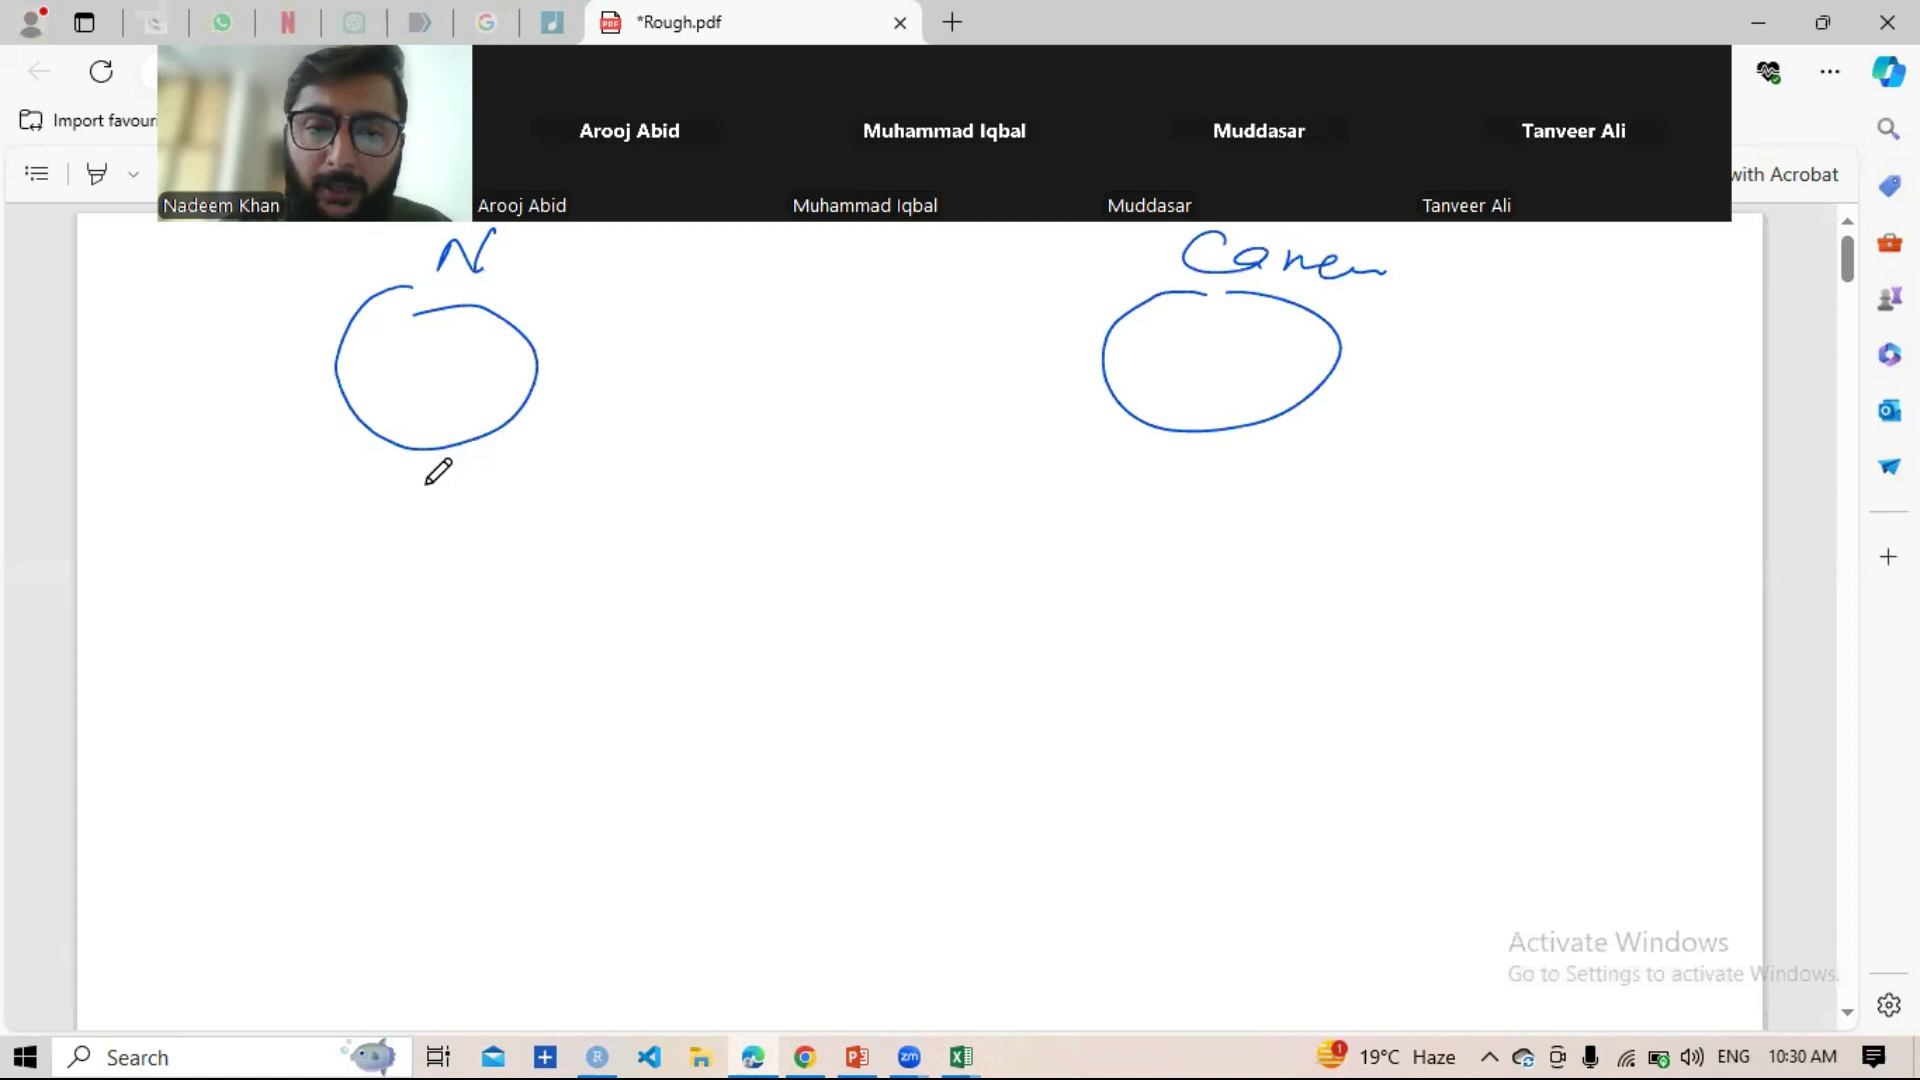 *Rough.pdf
Import favour
with Acrobat
Arooj Abid
Muhammad Iqbal
Muddasar
Tanveer Ali
Nadeem Khan
Arooj Abid
Muhammad Iqbal
Muddasar
Tanveer Ali
N
Activate Windows
Go to Settings to activate Windows.
Search
19°C Haze
ENG
10:30 AM